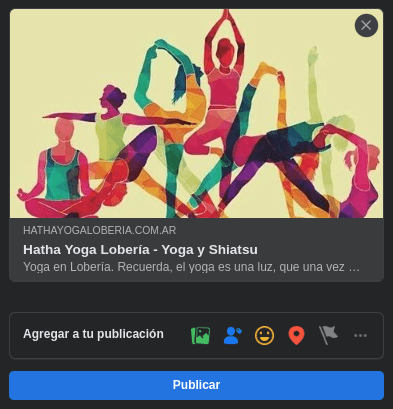 HATHAYOGALOBERIA.COM.AR
Hatha Yoga Lobería - Yoga y Shiatsu
Yoga en Lobería. Recuerda, el yoga es una luz, que una vez …
Agregar a tu publicación
Publicar